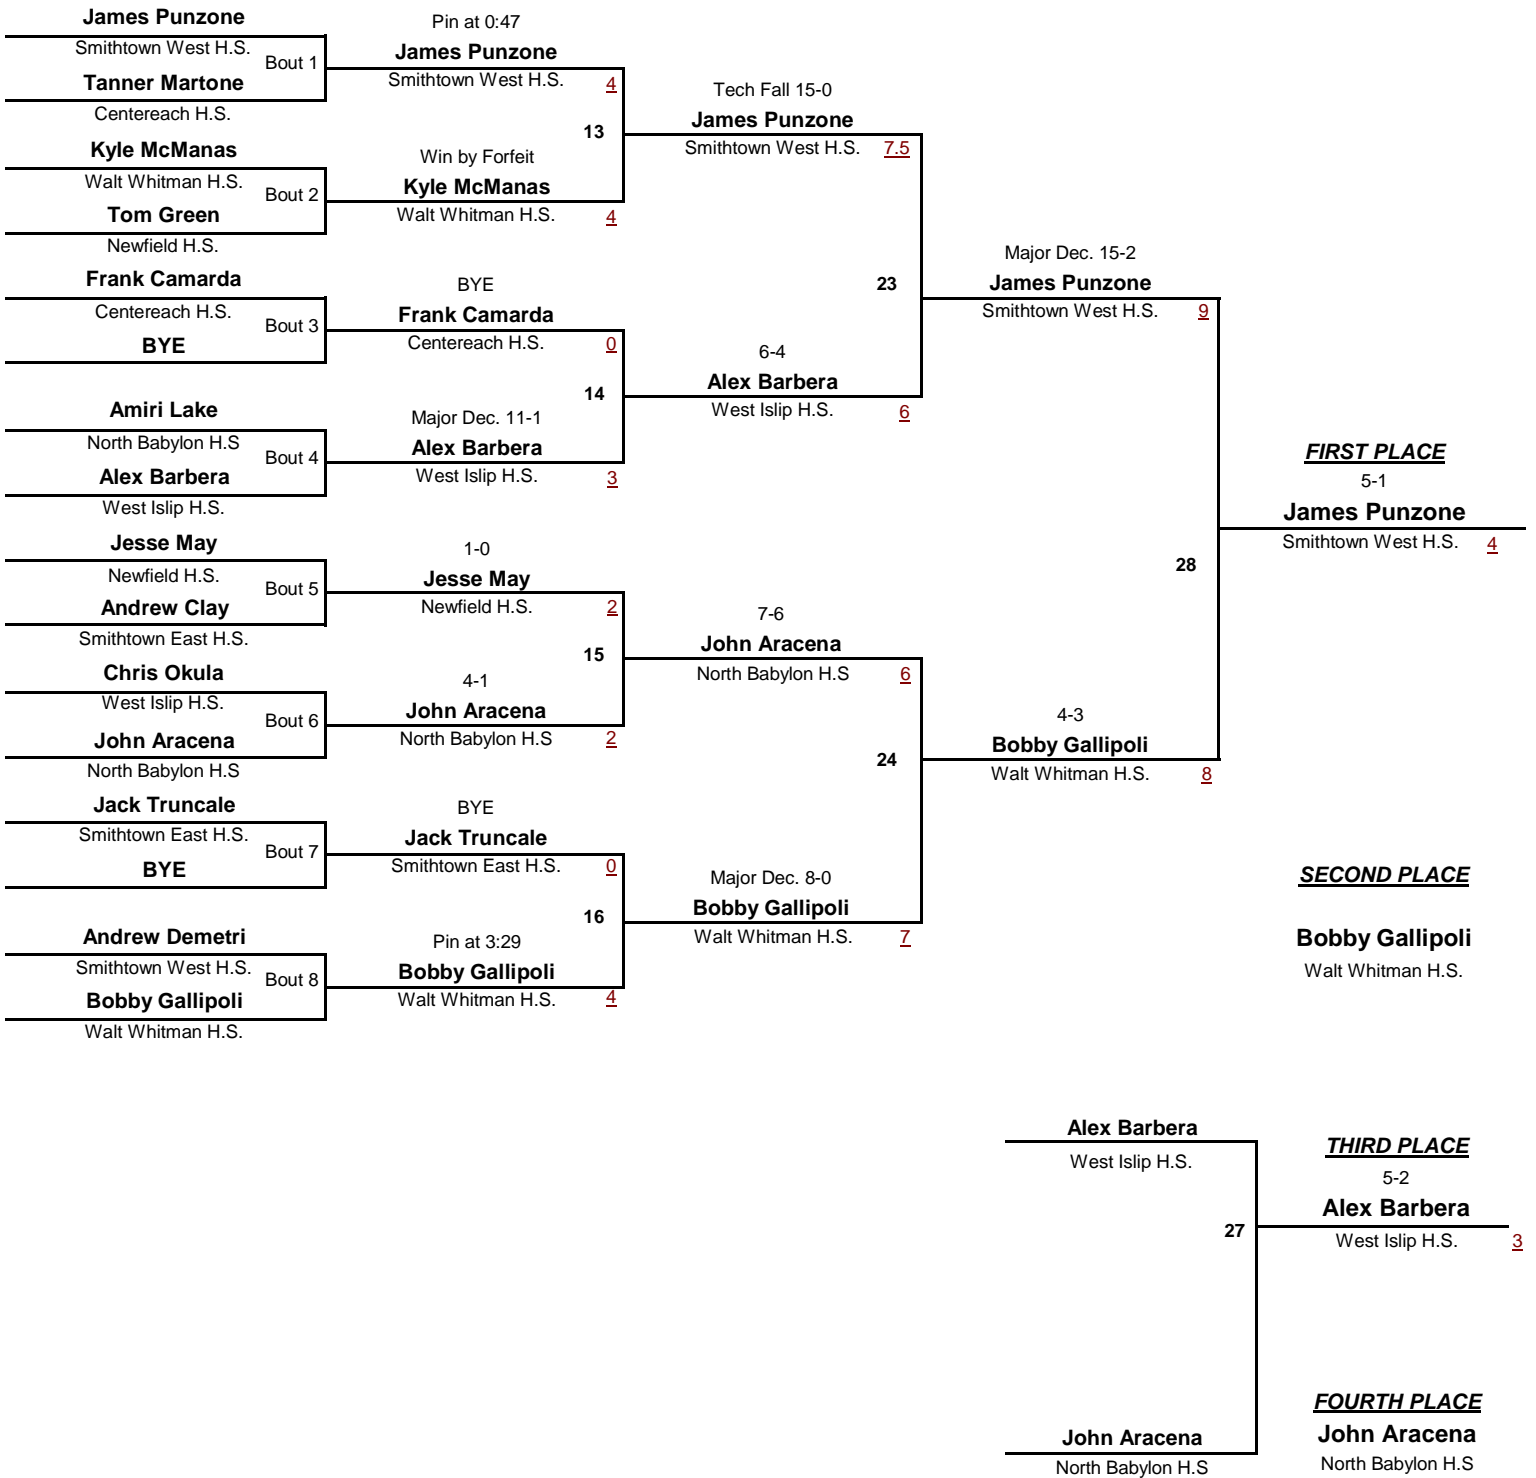 James Punzone
Smithtown West H.S.
Bout 1
Tanner Martone
Centereach H.S.
Kyle McManas
Walt Whitman H.S.
Bout 2
Tom Green
Newfield H.S.
Frank Camarda
Centereach H.S.
Bout 3
BYE
Amiri Lake
North Babylon H.S
Bout 4
Alex Barbera
West Islip H.S.
Jesse May
Newfield H.S.
Bout 5
Andrew Clay
Smithtown East H.S.
Chris Okula
West Islip H.S.
Bout 6
John Aracena
North Babylon H.S
Jack Truncale
Smithtown East H.S.
Bout 7
BYE
Andrew Demetri
Smithtown West H.S.
Bout 8
Bobby Gallipoli
Walt Whitman H.S.
Pin at 0:47
James Punzone
Smithtown West H.S. 4
13
Win by Forfeit
Kyle McManas
Walt Whitman H.S. 4
BYE
Frank Camarda
Centereach H.S. 0
14
Major Dec. 11-1
Alex Barbera
West Islip H.S. 3
1-0
Jesse May
Newfield H.S. 2
15
4-1
John Aracena
North Babylon H.S 2
BYE
Jack Truncale
Smithtown East H.S. 0
16
Pin at 3:29
Bobby Gallipoli
Walt Whitman H.S. 4
Tech Fall 15-0
James Punzone
Smithtown West H.S. 7.5
23
6-4
Alex Barbera
West Islip H.S. 6
7-6
John Aracena
North Babylon H.S 6
24
Major Dec. 8-0
Bobby Gallipoli
Walt Whitman H.S. 7
Major Dec. 15-2
James Punzone
Smithtown West H.S. 9
28
4-3
Bobby Gallipoli
Walt Whitman H.S. 8
FIRST PLACE
5-1
James Punzone
Smithtown West H.S. 4
SECOND PLACE
Bobby Gallipoli
Walt Whitman H.S.
Alex Barbera
West Islip H.S.
27
John Aracena
North Babylon H.S
THIRD PLACE
5-2
Alex Barbera
West Islip H.S. 3
FOURTH PLACE
John Aracena
North Babylon H.S